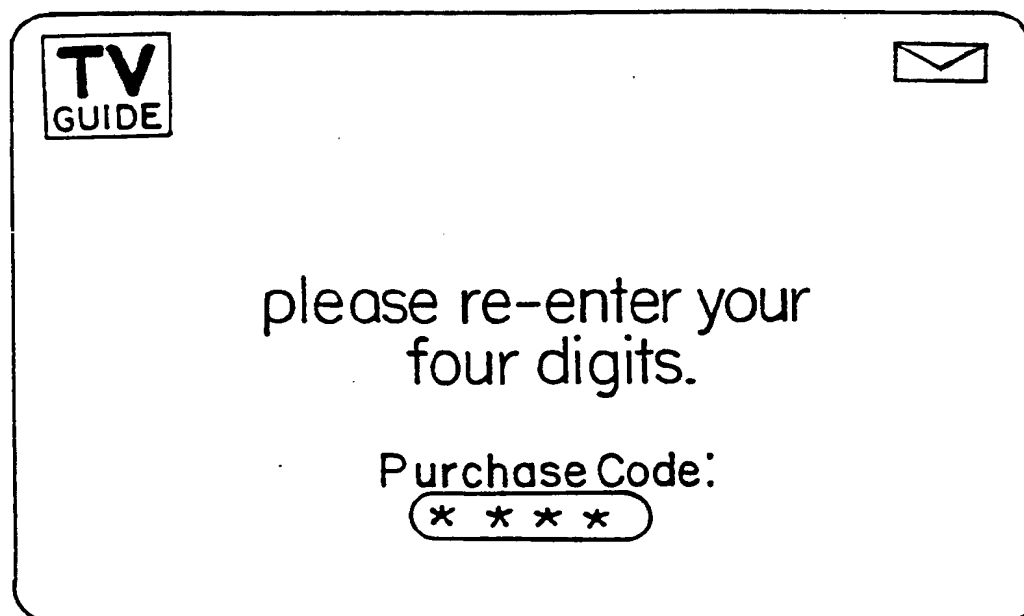 TV
GUIDE
please re-enter your
four digits.
Purchase Code:
* * * *